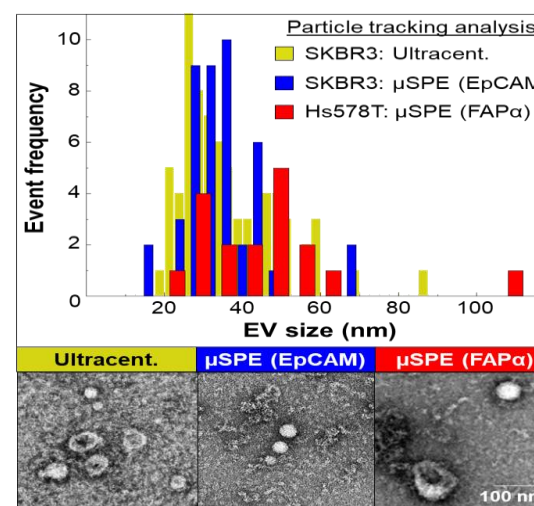 Particle tracking analysis
SKBR3: Ultracent.
SKBR3: µSPE (EpCAM
Hs578T: µSPE (FAPα)
Event frequency
10
8
6
4
2
0
20
40
60
80
100
EV size (nm)
Ultracent.
µSPE (EpCAM)
µSPE (FAPα)
100 nm